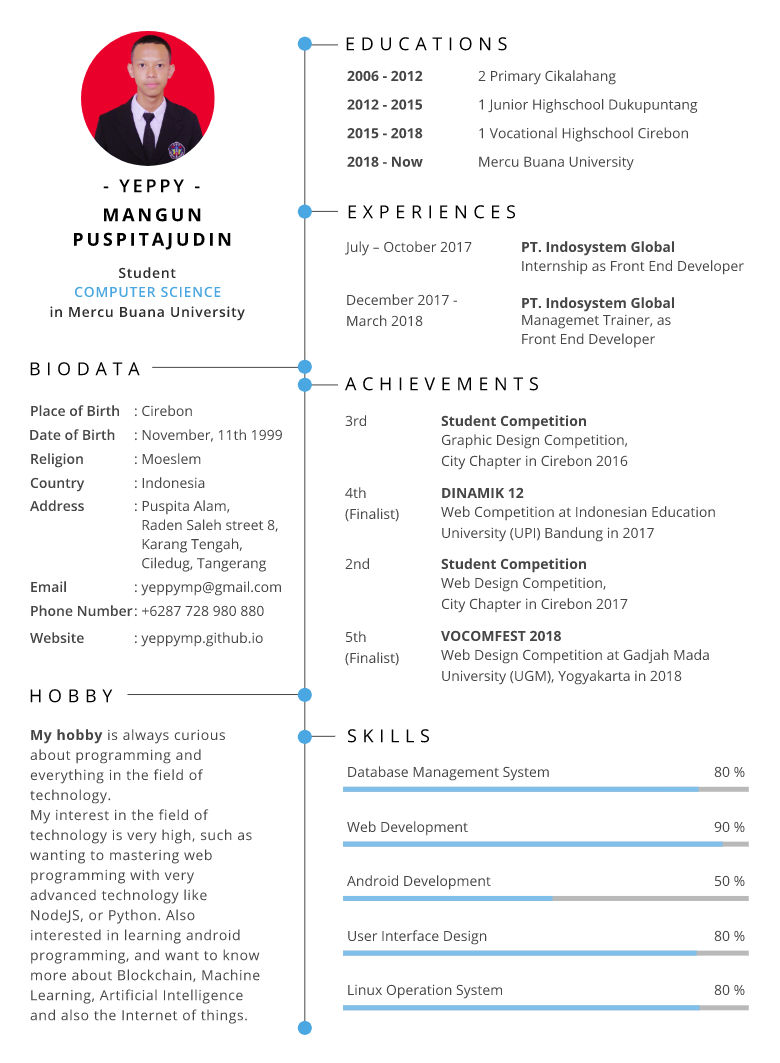 - YEPPY -
MANGUN
PUSPITAJUDIN
Student
COMPUTER SCIENCE
in Mercu Buana University
BIODATA
Place of Birth : Cirebon
Date of Birth : November, 11th 1999
Religion : Moeslem
Country : Indonesia
Address : Puspita Alam,
Raden Saleh street 8,
Karang Tengah,
Ciledug, Tangerang
Email : yeppymp@gmail.com
Phone Number : +6287 728 980 880
Website : yeppymp.github.io
HOBBY
My hobby is always curious
about programming and
everything in the field of
technology.
My interest in the field of
technology is very high, such as
wanting to mastering web
programming with very
advanced technology like
NodeJS, or Python. Also
interested in learning android
programming, and want to know
more about Blockchain, Machine
Learning, Artificial Intelligence
and also the Internet of things.
EDUCATIONS
2006 - 2012 2 Primary Cikalahang
2012 - 2015 1 Junior Highschool Dukupuntang
2015 - 2018 1 Vocational Highschool Cirebon
2018 - Now Mercu Buana University
EXPERIENCES
July – October 2017 PT. Indosystem Global
Internship as Front End Developer
December 2017 - PT. Indosystem Global
March 2018 Managemet Trainer, as
Front End Developer
ACHIEVEMENTS
3rd Student Competition
Graphic Design Competition,
City Chapter in Cirebon 2016
4th DINAMIK 12
(Finalist) Web Competition at Indonesian Education
University (UPI) Bandung in 2017
2nd Student Competition
Web Design Competition,
City Chapter in Cirebon 2017
5th VOCOMFEST 2018
(Finalist) Web Design Competition at Gadjah Mada
University (UGM), Yogyakarta in 2018
SKILLS
Database Management System 80 %
Web Development 90 %
Android Development 50 %
User Interface Design 80 %
Linux Operation System 80 %